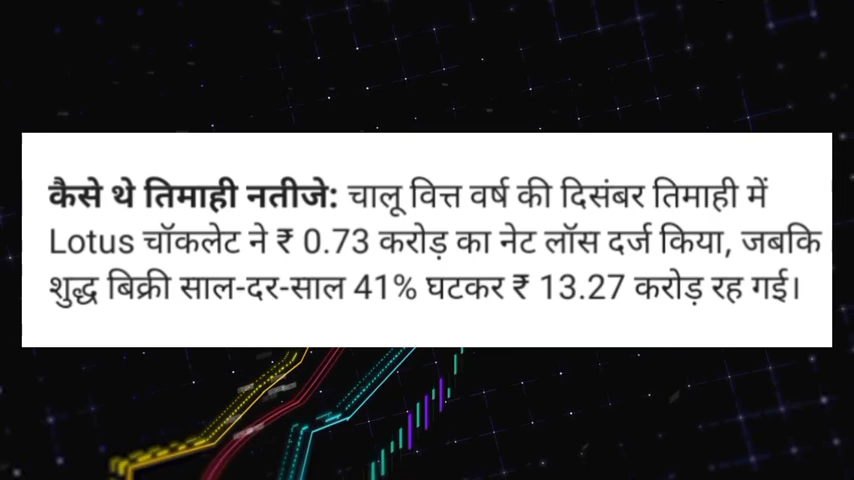 कैसे थे तिमाही नतीजे: चालू वित्त वर्ष की दिसंबर तिमाही में
Lotus चॉकलेट ने ₹ 0.73 करोड़ का नेट लॉस दर्ज किया, जबकि
शुद्ध बिक्री साल-दर-साल 41% घटकर ₹ 13.27 करोड़ रह गई।